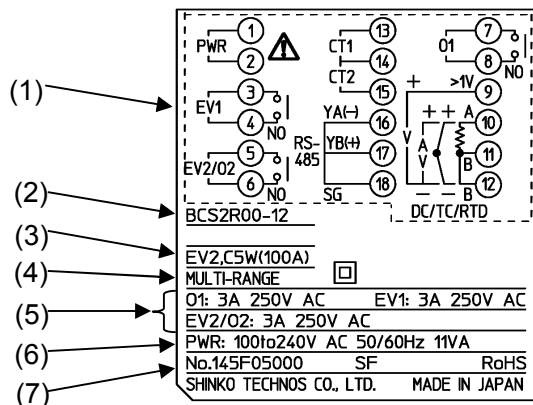 PWR 1 2
CT1 13 14
CT2 15
O1 7 8 NO
(1)
EV1 3 4 NO
EV2/O2 5 6 NO
RS-485
YA(-) 16
YB(+) 17
SG 18
+ >1V 9
V A V + + A 10
B 11
- - B 12
DC/TC/RTD
(2) BCS2R00-12
(3) EV2,C5W(100A)
(4) MULTI-RANGE
(5) O1: 3A 250V AC EV1: 3A 250V AC
EV2/O2: 3A 250V AC
(6) PWR: 100to240V AC 50/60Hz 11VA
(7) No.145F05000 SF RoHS
SHINKO TECHNOS CO., LTD. MADE IN JAPAN